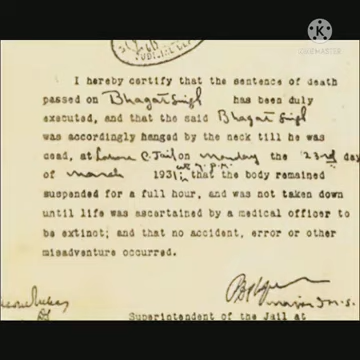 K
KINEMASTER
I hereby certify that the sentence of death
passed on Bhagat Singh has been duly
executed, and that the said Bhagat Singh
was accordingly hanged by the neck till he was
dead, at Lahore C. Jail on Monday the 23rd day
of March 1931 at 7 P.M. that the body remained
suspended for a full hour, and was not taken down
until life was ascertained by a medical officer to
be extinct; and that no accident, error or other
misadventure occurred.
Major I.M.S.
Superintendent of the Jail at